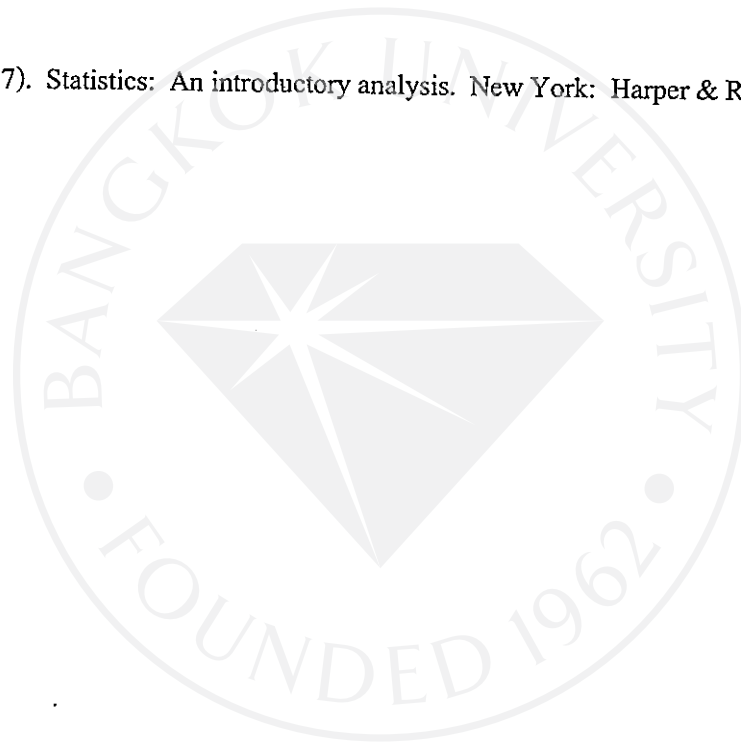 7). Statistics: An introductory analysis. New York: Harper & R
BANGKOK UNIVERSITY
FOUNDED 1962